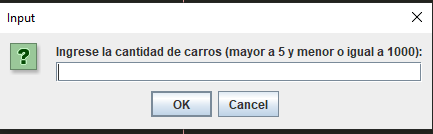 Input
Ingrese la cantidad de carros (mayor a 5 y menor o igual a 1000):
OK Cancel